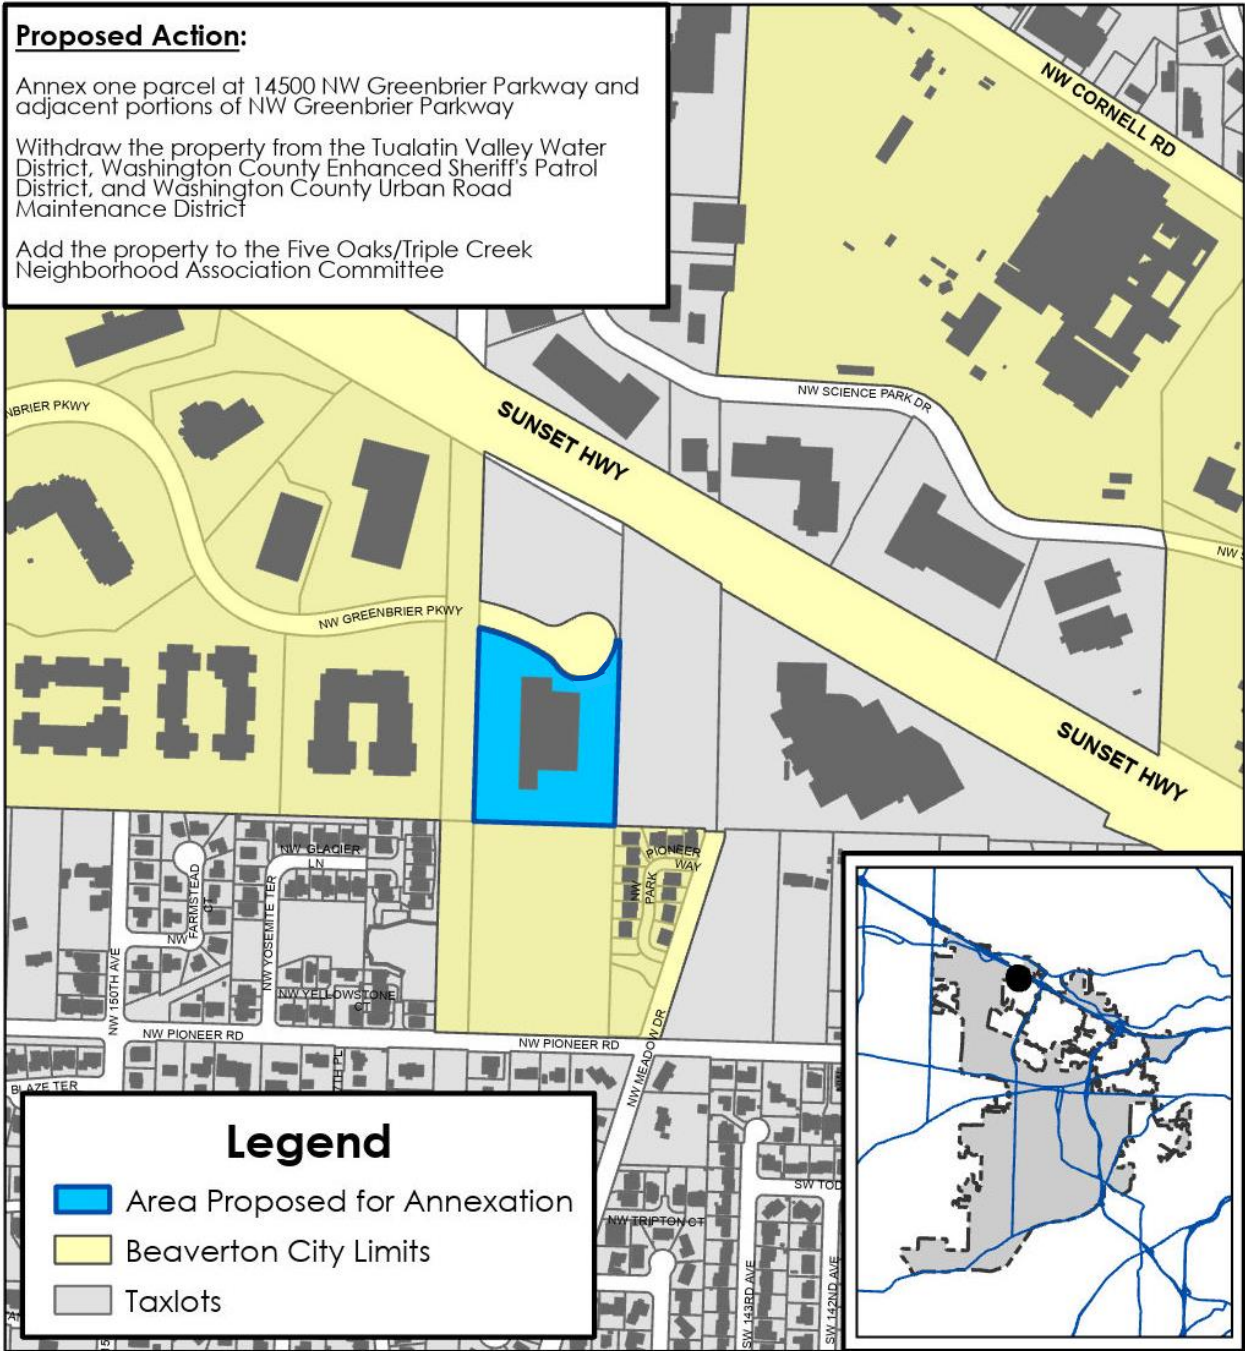 Proposed Action:
Annex one parcel at 14500 NW Greenbrier Parkway and
adjacent portions of NW Greenbrier Parkway
Withdraw the property from the Tualatin Valley Water
District, Washington County Enhanced Sheriff's Patrol
District, and Washington County Urban Road
Maintenance District
Add the property to the Five Oaks/Triple Creek
Neighborhood Association Committee
NW CORNELL RD
NW SCIENCE PARK DR
NBRIER PKWY
SUNSET HWY
NW
NW GREENBRIER PKWY
SUNSET HWY
NW GLACIER
LN
PIONEER
WAY
NW
PARK
NW
FARMSTEAD
CT
NW YOSEMITE TER
NW YELLOWSTONE
CT
NW 150TH AVE
NW PIONEER RD
NW PIONEER RD
NW MEADOW DR
7TH PL
BLAZE TER
SW TOD
NW TRIPTON CT
SW 143RD AVE
SW 142ND AVE
Legend
Area Proposed for Annexation
Beaverton City Limits
Taxlots